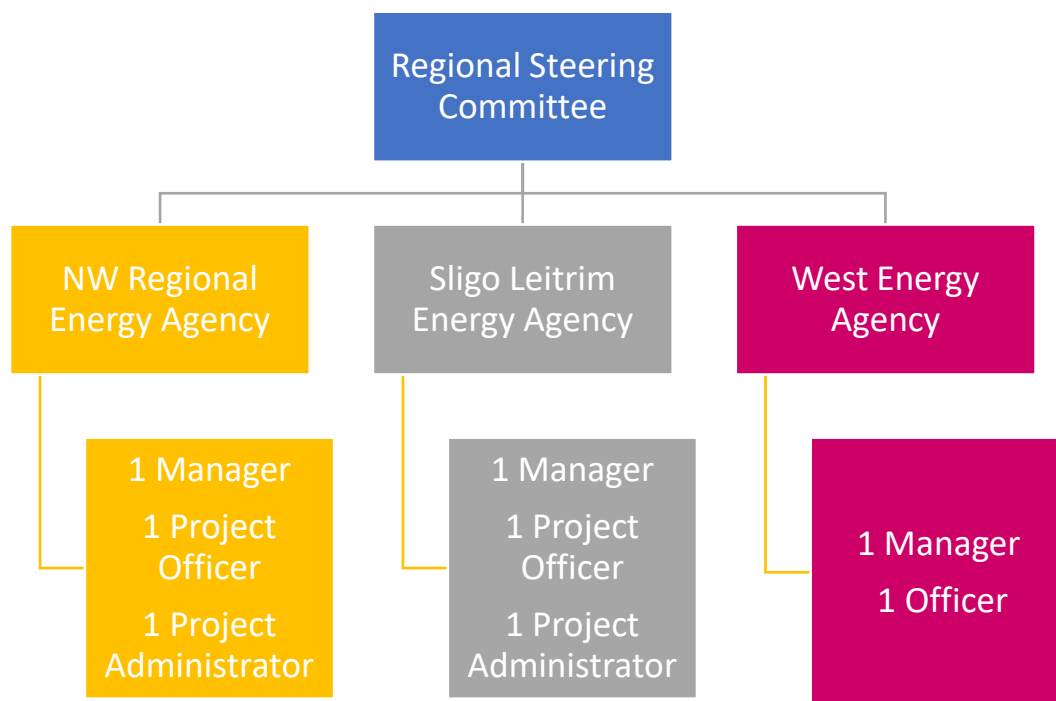 Regional Steering
Committee
NW Regional
Energy Agency
Sligo Leitrim
Energy Agency
West Energy
Agency
1 Manager
1 Project
Officer
1 Project
Administrator
1 Manager
1 Project
Officer
1 Project
Administrator
1 Manager
1 Officer